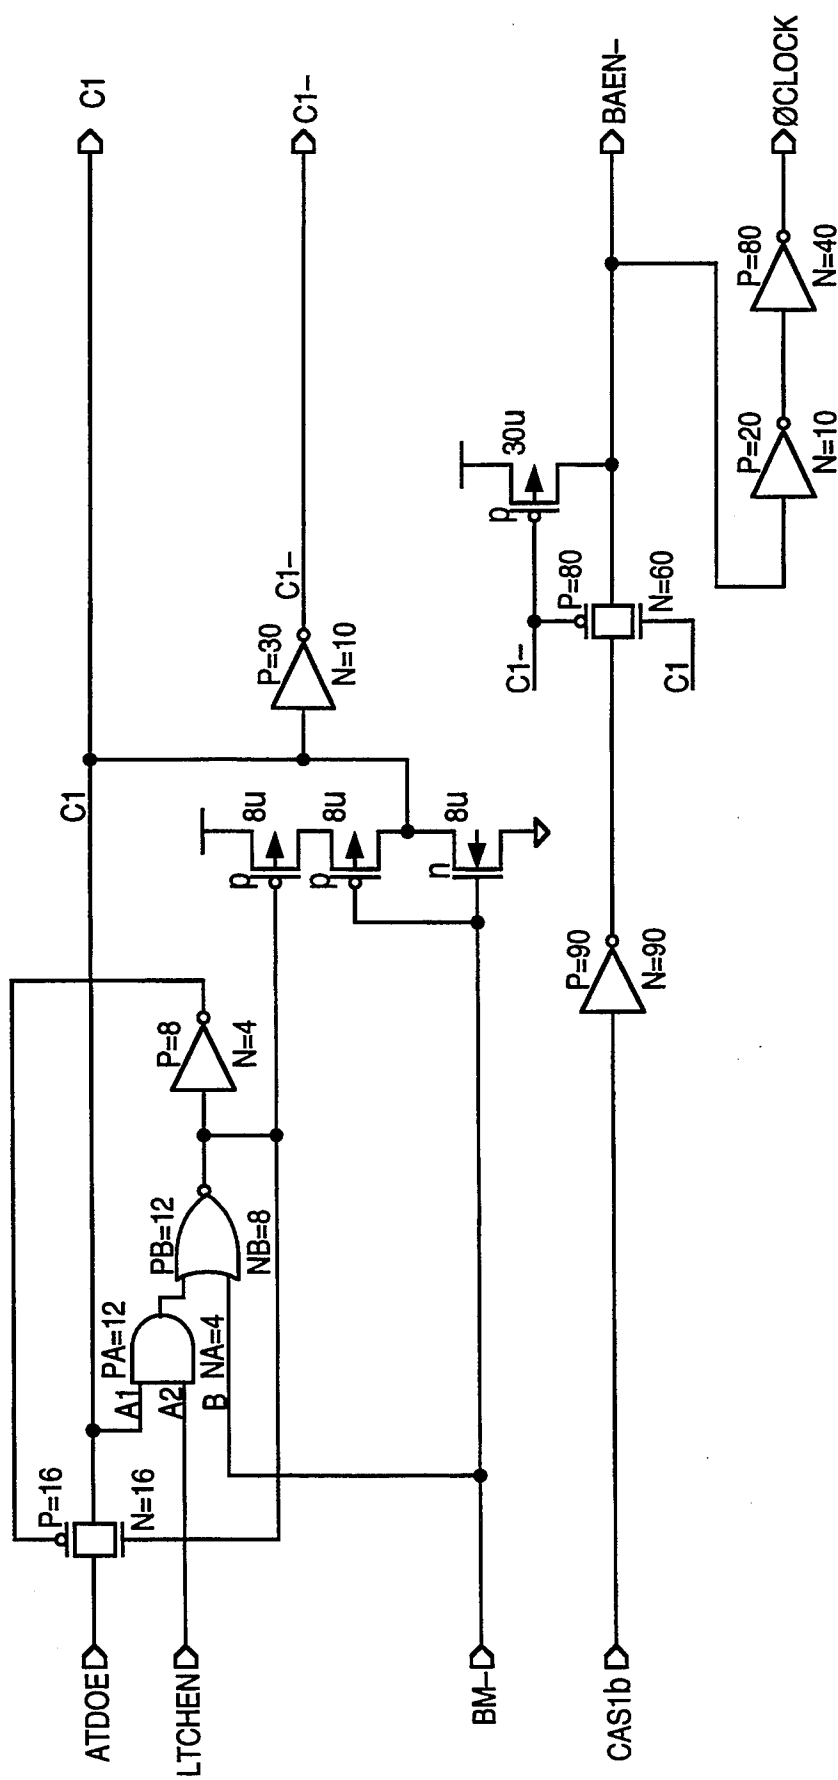 ATDOE
LTCHEN
BM–
CAS1b
P=16
N=16
A1
A2
B
PA=12
NA=4
PB=12
NB=8
P=8
N=4
C1
p
8u
p
8u
n
8u
P=30
N=10
C1–
C1
C1–
P=90
N=90
C1–
C1
P=80
N=60
p
30u
P=20
N=10
P=80
N=40
BAEN–
ØCLOCK